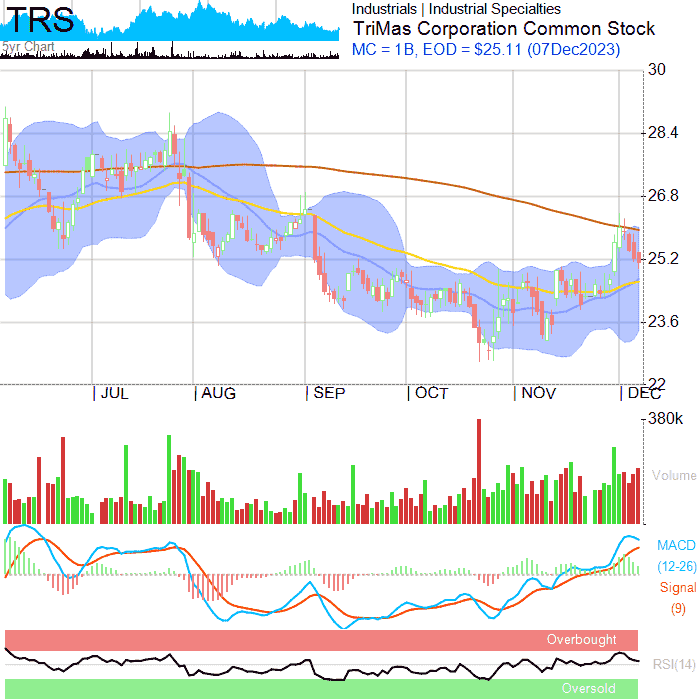 TRS
5yr Chart
Industrials | Industrial Specialties
TriMas Corporation Common Stock
MC = 1B, EOD = $25.11 (07Dec2023)
30
28.4
26.8
25.2
23.6
22
JUL AUG SEP OCT NOV DEC
380k
Volume
MACD
(12-26)
Signal
(9)
Overbought
RSI(14)
Oversold